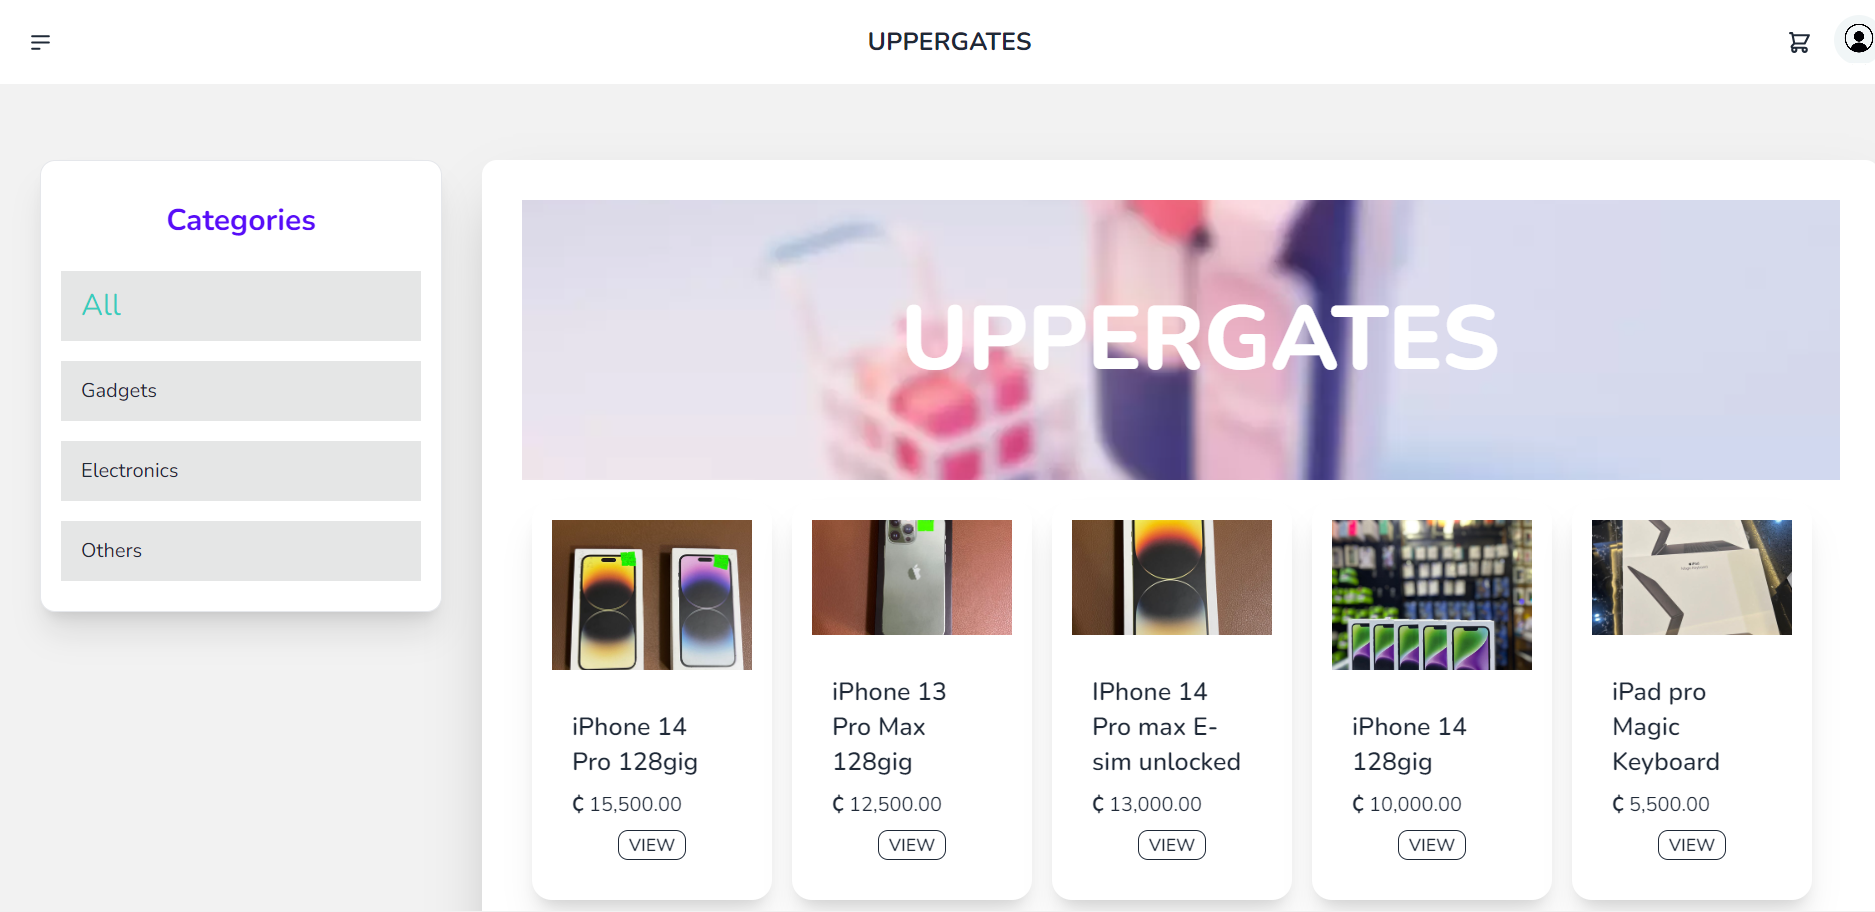 UPPERGATES
Categories
All
Gadgets
Electronics
Others
UPPERGATES
iPhone 14
Pro 128gig
₵ 15,500.00
VIEW
iPhone 13
Pro Max
128gig
₵ 12,500.00
VIEW
IPhone 14
Pro max E-
sim unlocked
₵ 13,000.00
VIEW
iPhone 14
128gig
₵ 10,000.00
VIEW
iPad pro
Magic
Keyboard
₵ 5,500.00
VIEW